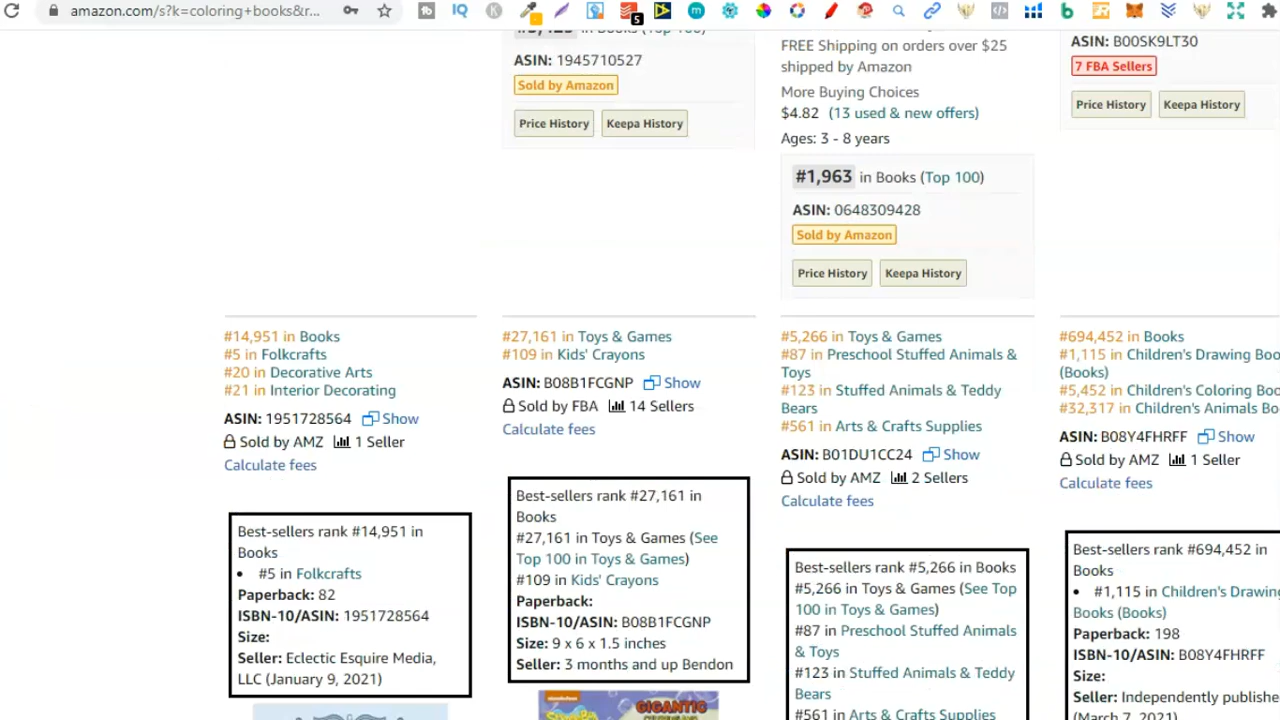 amazon.com/s?k=coloring+books&r...
5
in Books (Top 100)
ASIN: 1945710527
Sold by Amazon
Price History Keepa History
FREE Shipping on orders over $25
shipped by Amazon
More Buying Choices
$4.82 (13 used & new offers)
Ages: 3 - 8 years
#1,963 in Books (Top 100)
ASIN: 0648309428
Sold by Amazon
Price History Keepa History
ASIN: B00SK9LT30
7 FBA Sellers
Price History Keepa History
#14,951 in Books
#5 in Folkcrafts
#20 in Decorative Arts
#21 in Interior Decorating
ASIN: 1951728564 Show
Sold by AMZ 1 Seller
Calculate fees
Best-sellers rank #14,951 in
Books
• #5 in Folkcrafts
Paperback: 82
ISBN-10/ASIN: 1951728564
Size:
Seller: Eclectic Esquire Media,
LLC (January 9, 2021)
#27,161 in Toys & Games
#109 in Kids' Crayons
ASIN: B08B1FCGNP Show
Sold by FBA 14 Sellers
Calculate fees
Best-sellers rank #27,161 in
Books
#27,161 in Toys & Games (See
Top 100 in Toys & Games)
#109 in Kids' Crayons
Paperback:
ISBN-10/ASIN: B08B1FCGNP
Size: 9 x 6 x 1.5 inches
Seller: 3 months and up Bendon
nickelodeon
GIGANTIC
#5,266 in Toys & Games
#87 in Preschool Stuffed Animals &
Toys
#123 in Stuffed Animals & Teddy
Bears
#561 in Arts & Crafts Supplies
ASIN: B01DU1CC24 Show
Sold by AMZ 2 Sellers
Calculate fees
Best-sellers rank #5,266 in Books
#5,266 in Toys & Games (See Top
100 in Toys & Games)
#87 in Preschool Stuffed Animals
& Toys
#123 in Stuffed Animals & Teddy
Bears
#561 in Arts & Crafts Supplies
#694,452 in Books
#1,115 in Children's Drawing Boo
(Books)
#5,452 in Children's Coloring Boo
#32,317 in Children's Animals Bo
ASIN: B08Y4FHRFF Show
Sold by AMZ 1 Seller
Calculate fees
Best-sellers rank #694,452 in
Books
• #1,115 in Children's Drawing
Books (Books)
Paperback: 198
ISBN-10/ASIN: B08Y4FHRFF
Size:
Seller: Independently publishe
(March 7, 2021)